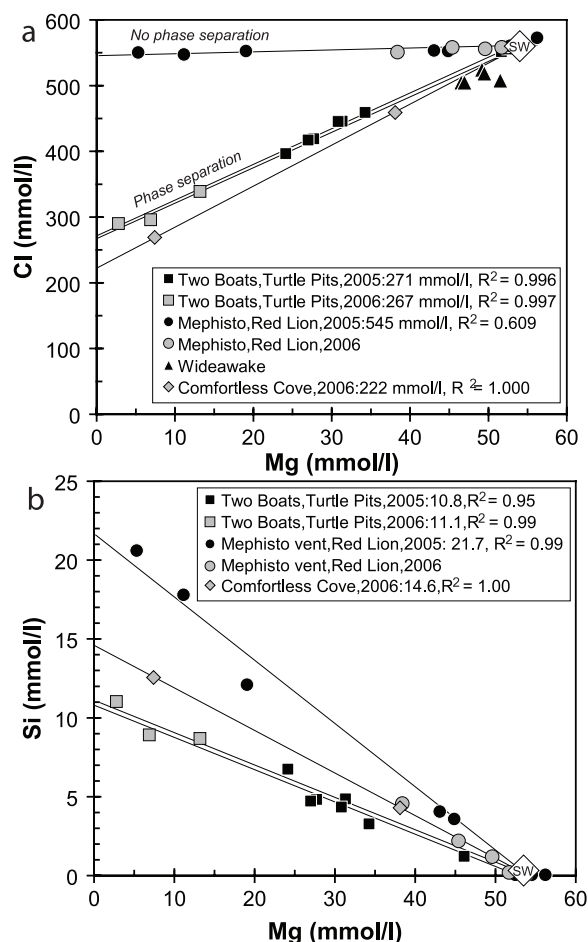 a
600
500
400
300
200
100
0
Cl (mmol/l)
No phase separation
SW
Phase separation
Two Boats,Turtle Pits,2005:271 mmol/l, R² = 0.996
Two Boats,Turtle Pits,2006:267 mmol/l, R² = 0.997
Mephisto,Red Lion,2005:545 mmol/l, R² = 0.609
Mephisto,Red Lion,2006
Wideawake
Comfortless Cove,2006:222 mmol/l, R² = 1.000
0 10 20 30 40 50 60
Mg (mmol/l)
b
25
20
15
10
5
0
Si (mmol/l)
Two Boats,Turtle Pits,2005:10.8,R² = 0.95
Two Boats,Turtle Pits,2006:11.1,R² = 0.99
Mephisto vent,Red Lion,2005: 21.7, R² = 0.99
Mephisto vent,Red Lion,2006
Comfortless Cove,2006:14.6,R² = 1.00
SW
0 10 20 30 40 50 60
Mg (mmol/l)